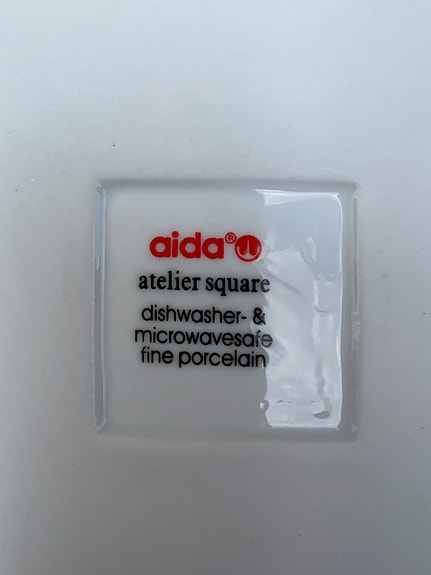 aida®
atelier square
dishwasher- &
microwavesafe
fine porcelain